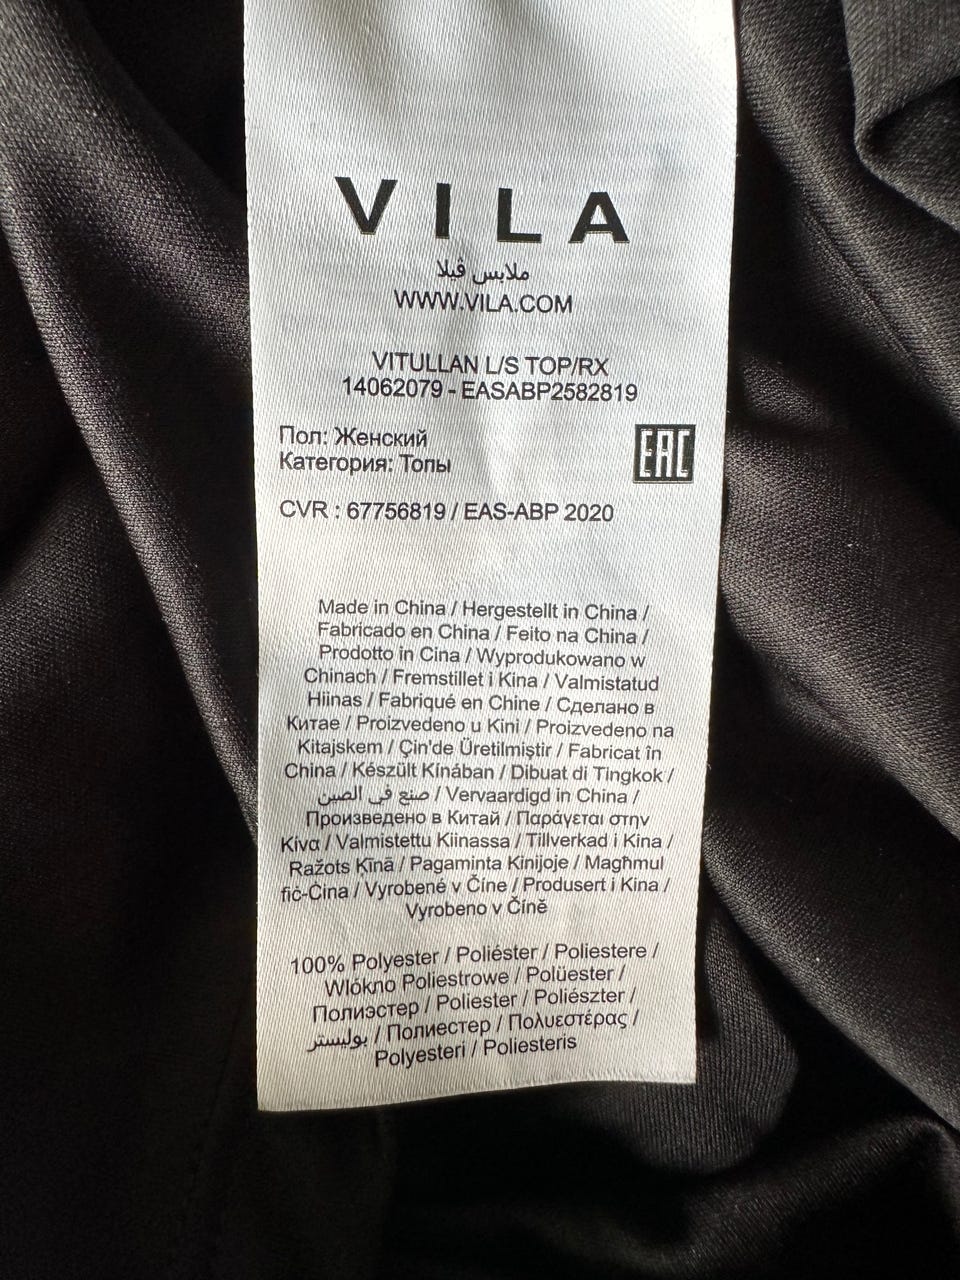 VILA
ملابس ڤيلا
WWW.VILA.COM
VITULLAN L/S TOP/RX
14062079 - EASABP2582819
Пол: Женский
Категория: Топы
EAC
CVR : 67756819 / EAS-ABP 2020
Made in China / Hergestellt in China /
Fabricado en China / Feito na China /
Prodotto in Cina / Wyprodukowano w
Chinach / Fremstillet i Kina / Valmistatud
Hiinas / Fabriqué en Chine / Сделано в
Китае / Proizvedeno u Kini / Proizvedeno na
Kitajskem / Çin'de Üretilmiştir / Fabricat în
China / Készült Kínában / Dibuat di Tingkok /
صنع في الصين / Vervaardigd in China /
Произведено в Китай / Παράγεται στην
Κίνα / Valmistettu Kiinassa / Tillverkad i Kina /
Ražots Ķīnā / Pagaminta Kinijoje / Magħmul
fiċ-Ċina / Vyrobené v Číne / Produsert i Kina /
Vyrobeno v Číně
100% Polyester / Poliéster / Poliestere /
Wlókno Poliestrowe / Polüester /
Полиэстер / Poliester / Poliészter /
بوليستر / Полиестер / Πολυεστέρας /
Polyesteri / Poliesteris